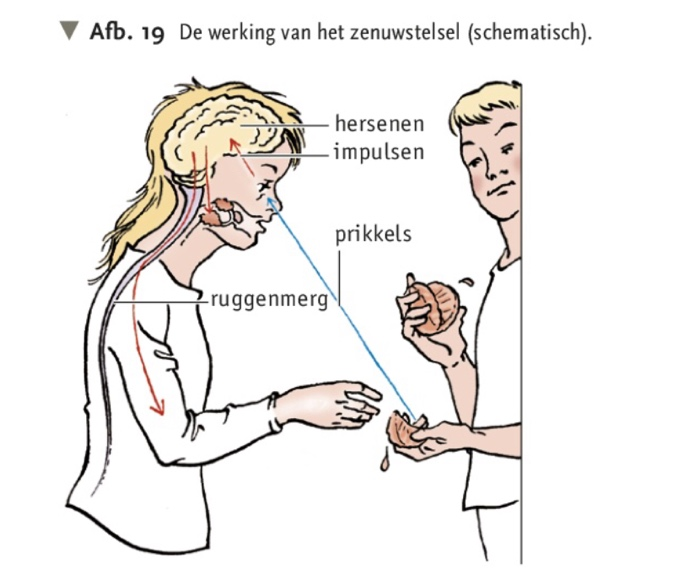 ▼ Afb. 19 De werking van het zenuwstelsel (schematisch).
hersenen
impulsen
prikkels
ruggenmerg